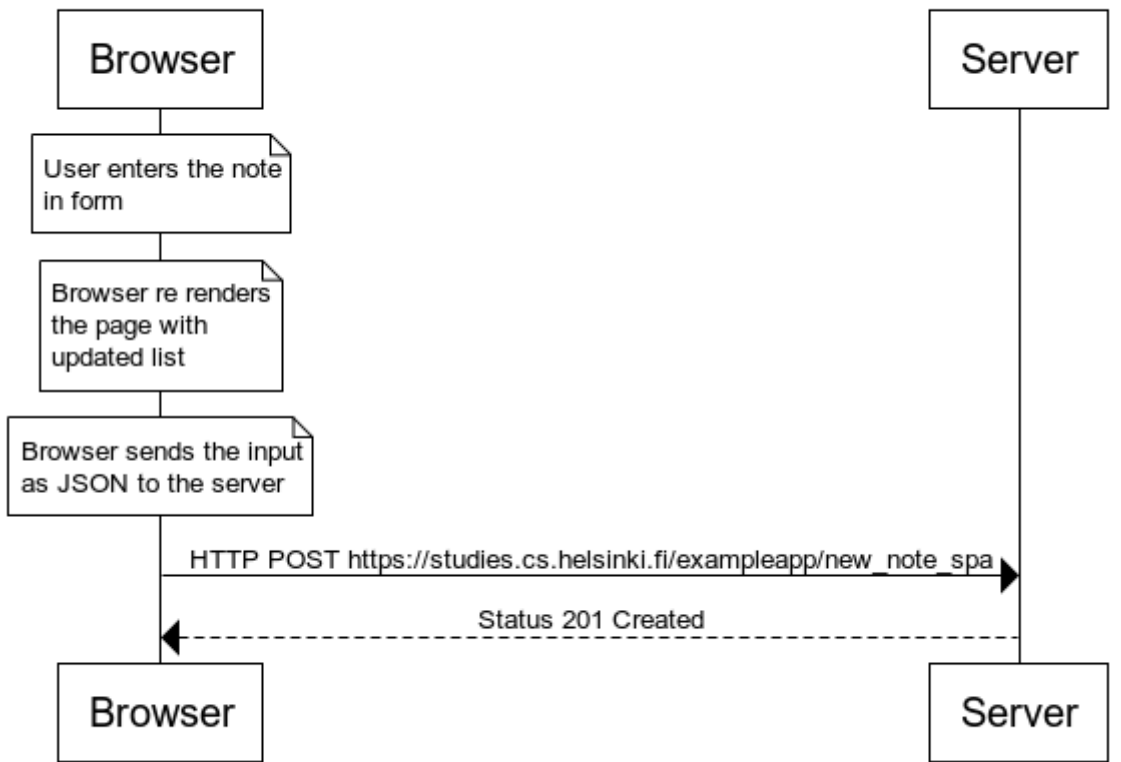 Browser
Server
User enters the note
in form
Browser re renders
the page with
updated list
Browser sends the input
as JSON to the server
HTTP POST https://studies.cs.helsinki.fi/exampleapp/new_note_spa
Status 201 Created
Browser
Server